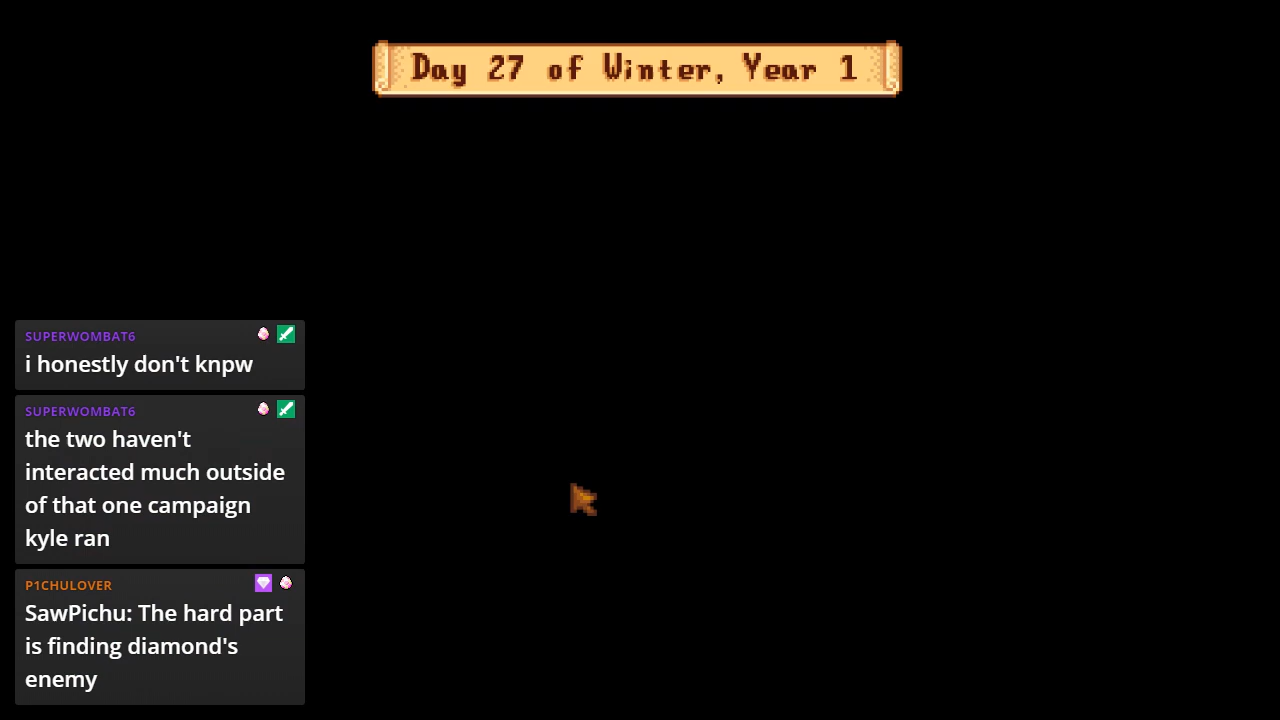 Day 27 of Winter, Year 1
SUPERWOMBAT6
i honestly don't knpw
SUPERWOMBAT6
the two haven't
interacted much outside
of that one campaign
kyle ran
P1CHULOVER
SawPichu: The hard part
is finding diamond's
enemy